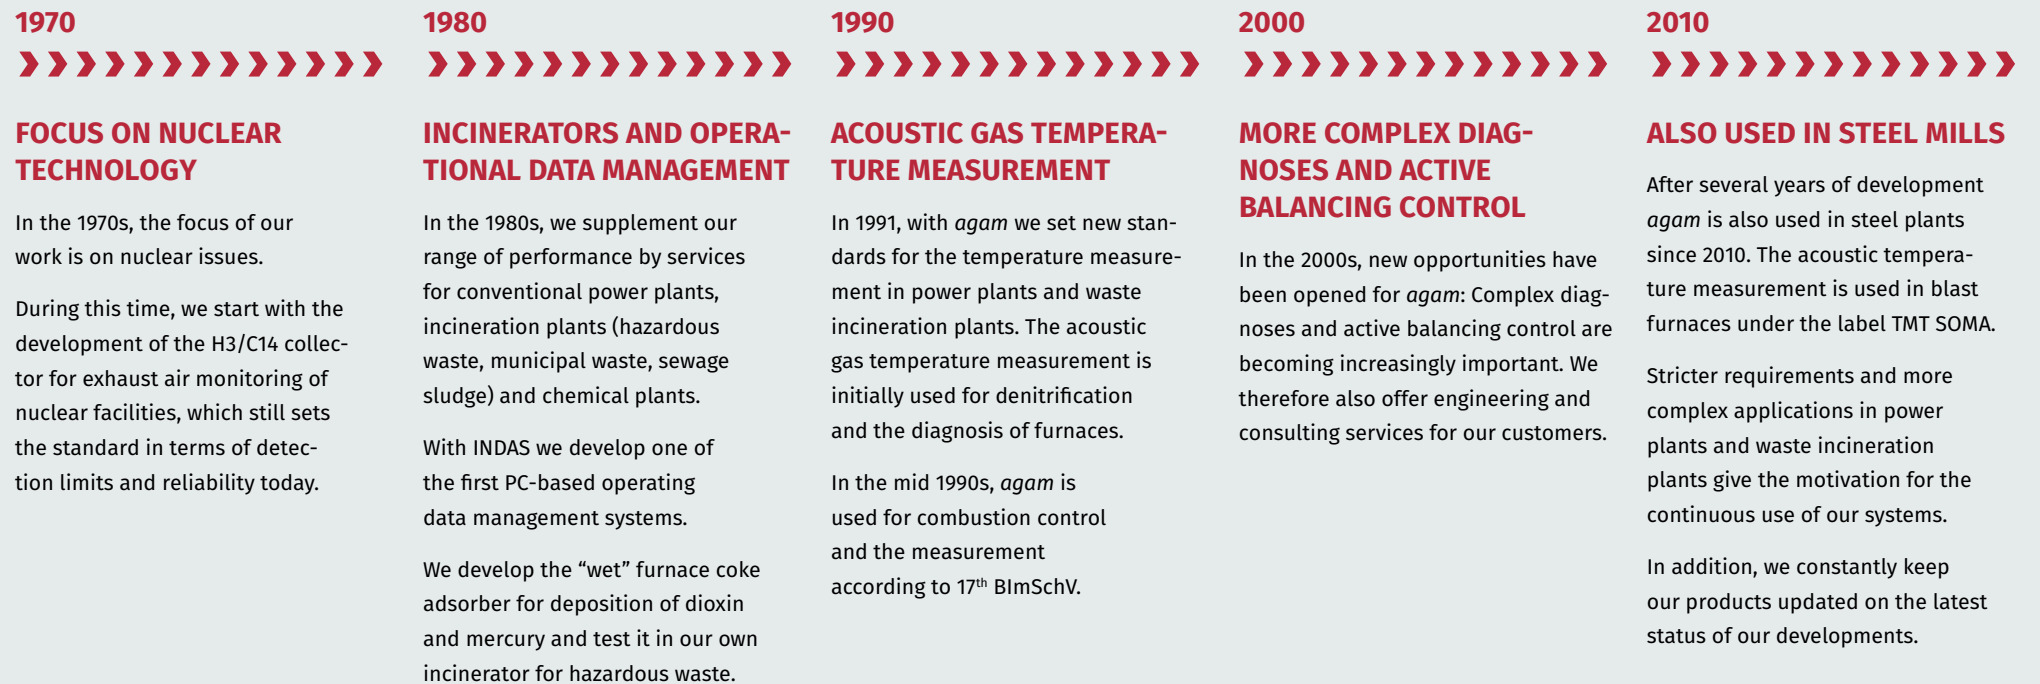 1970
FOCUS ON NUCLEAR
TECHNOLOGY
In the 1970s, the focus of our
work is on nuclear issues.
During this time, we start with the
development of the H3/C14 collec-
tor for exhaust air monitoring of
nuclear facilities, which still sets
the standard in terms of detec-
tion limits and reliability today.
1980
INCINERATORS AND OPERA-
TIONAL DATA MANAGEMENT
In the 1980s, we supplement our
range of performance by services
for conventional power plants,
incineration plants (hazardous
waste, municipal waste, sewage
sludge) and chemical plants.
With INDAS we develop one of
the first PC-based operating
data management systems.
We develop the “wet” furnace coke
adsorber for deposition of dioxin
and mercury and test it in our own
incinerator for hazardous waste.
1990
ACOUSTIC GAS TEMPERA-
TURE MEASUREMENT
In 1991, with agam we set new stan-
dards for the temperature measure-
ment in power plants and waste
incineration plants. The acoustic
gas temperature measurement is
initially used for denitrification
and the diagnosis of furnaces.
In the mid 1990s, agam is
used for combustion control
and the measurement
according to 17th BImSchV.
2000
MORE COMPLEX DIAG-
NOSES AND ACTIVE
BALANCING CONTROL
In the 2000s, new opportunities have
been opened for agam: Complex diag-
noses and active balancing control are
becoming increasingly important. We
therefore also offer engineering and
consulting services for our customers.
2010
ALSO USED IN STEEL MILLS
After several years of development
agam is also used in steel plants
since 2010. The acoustic tempera-
ture measurement is used in blast
furnaces under the label TMT SOMA.
Stricter requirements and more
complex applications in power
plants and waste incineration
plants give the motivation for the
continuous use of our systems.
In addition, we constantly keep
our products updated on the latest
status of our developments.